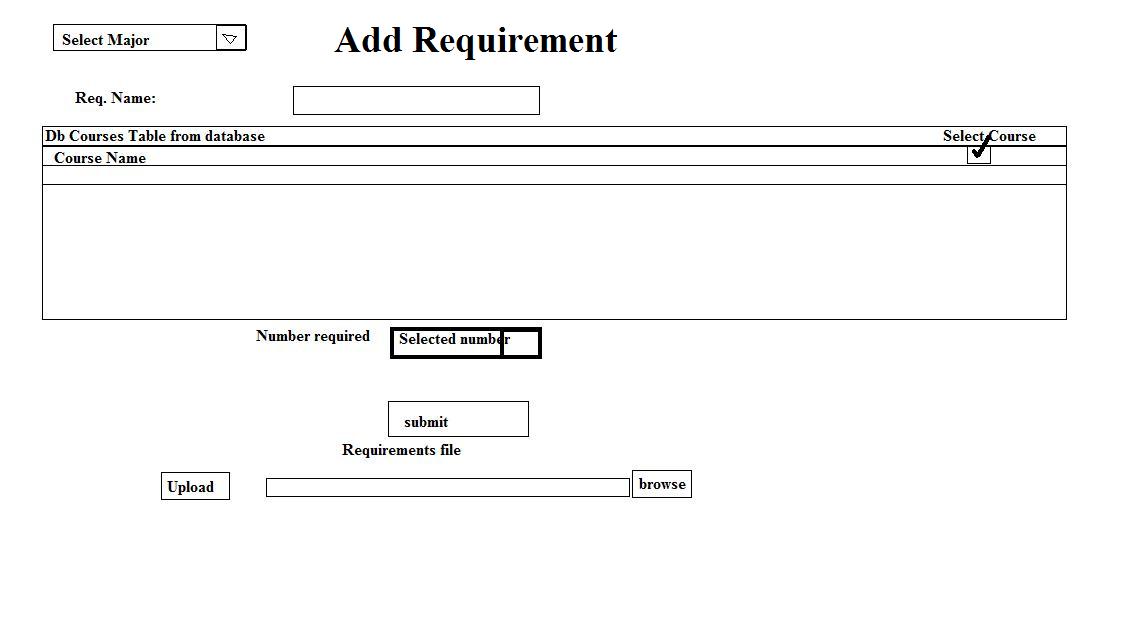 Select Major
Add Requirement
Req. Name:
Db Courses Table from database Select Course
Course Name
Number required Selected number
submit
Requirements file
Upload browse